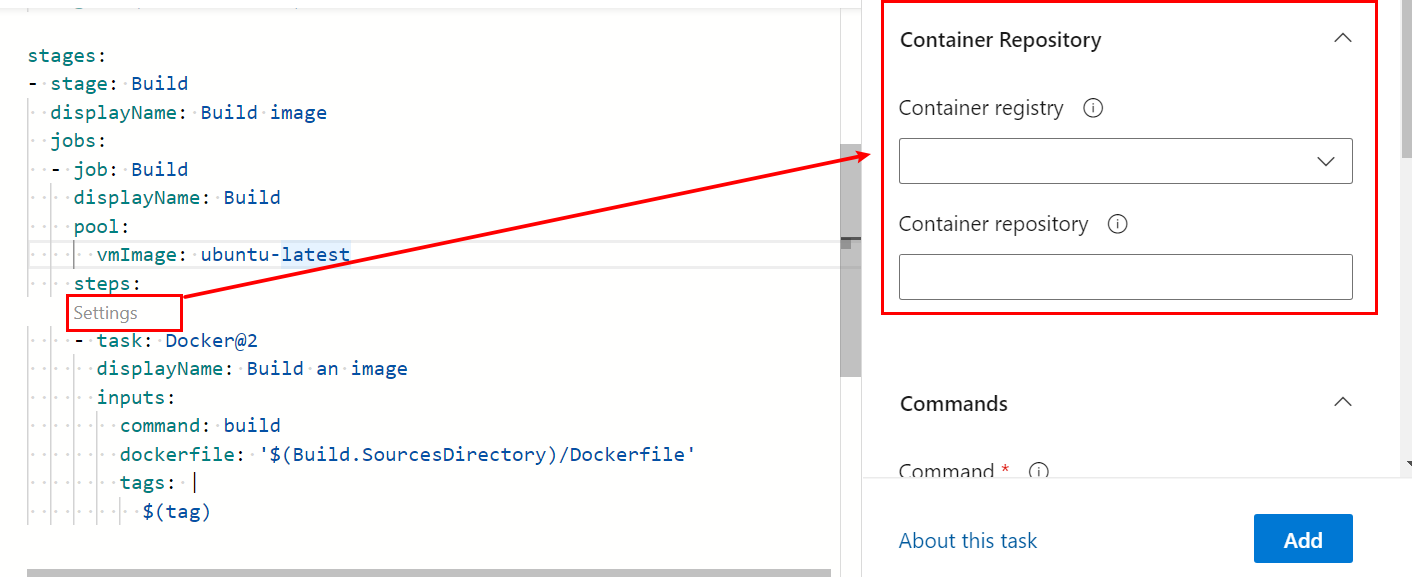 stages:
- stage: Build
displayName: Build image
jobs:
- job: Build
displayName: Build
pool:
vmImage: ubuntu-latest
steps:
Settings
- task: Docker@2
displayName: Build an image
inputs:
command: build
dockerfile: '$(Build.SourcesDirectory)/Dockerfile'
tags: |
$(tag)
Container Repository
Container registry
Container repository
Commands
Command *
About this task
Add